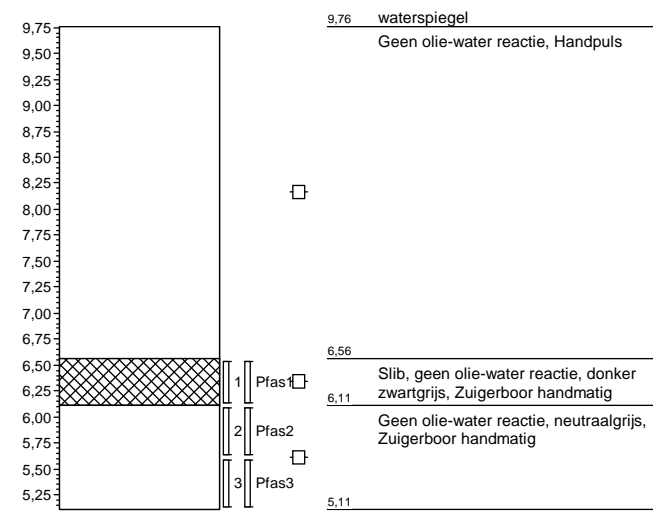 9,75
9,50
9,25
9,00
8,75
8,50
8,25
8,00
7,75
7,50
7,25
7,00
6,75
6,50
6,25
6,00
5,75
5,50
5,25
1 Pfas1
2 Pfas2
3 Pfas3
9,76 waterspiegel
Geen olie-water reactie, Handpuls
6,56
Slib, geen olie-water reactie, donker
zwartgrijs, Zuigerboor handmatig
6,11
Geen olie-water reactie, neutraalgrijs,
Zuigerboor handmatig
5,11